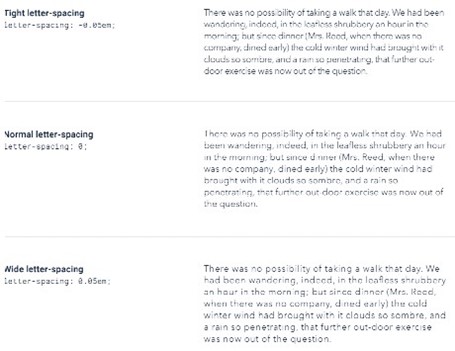 Tight letter-spacing
letter-spacing: -0.05em;
There was no possibility of taking a walk that day. We had been
wandering, indeed, in the leafless shrubbery an hour in the
morning; but since dinner (Mrs. Reed, when there was no
company, dined early) the cold winter wind had brought with it
clouds so sombre, and a rain so penetrating, that further out-
door exercise was now out of the question.
Normal letter-spacing
letter-spacing: 0;
There was no possibility of taking a walk that day. We had
been wandering, indeed, in the leafless shrubbery an hour
in the morning; but since dinner (Mrs. Reed, when there
was no company, dined early) the cold winter wind had
brought with it clouds so sombre, and a rain so
penetrating, that further out-door exercise was now out of
the question.
Wide letter-spacing
letter-spacing: 0.05em;
There was no possibility of taking a walk that day. We
had been wandering, indeed, in the leafless shrubbery
an hour in the morning; but since dinner (Mrs. Reed,
when there was no company, dined early) the cold
winter wind had brought with it clouds so sombre, and
a rain so penetrating, that further out-door exercise
was now out of the question.